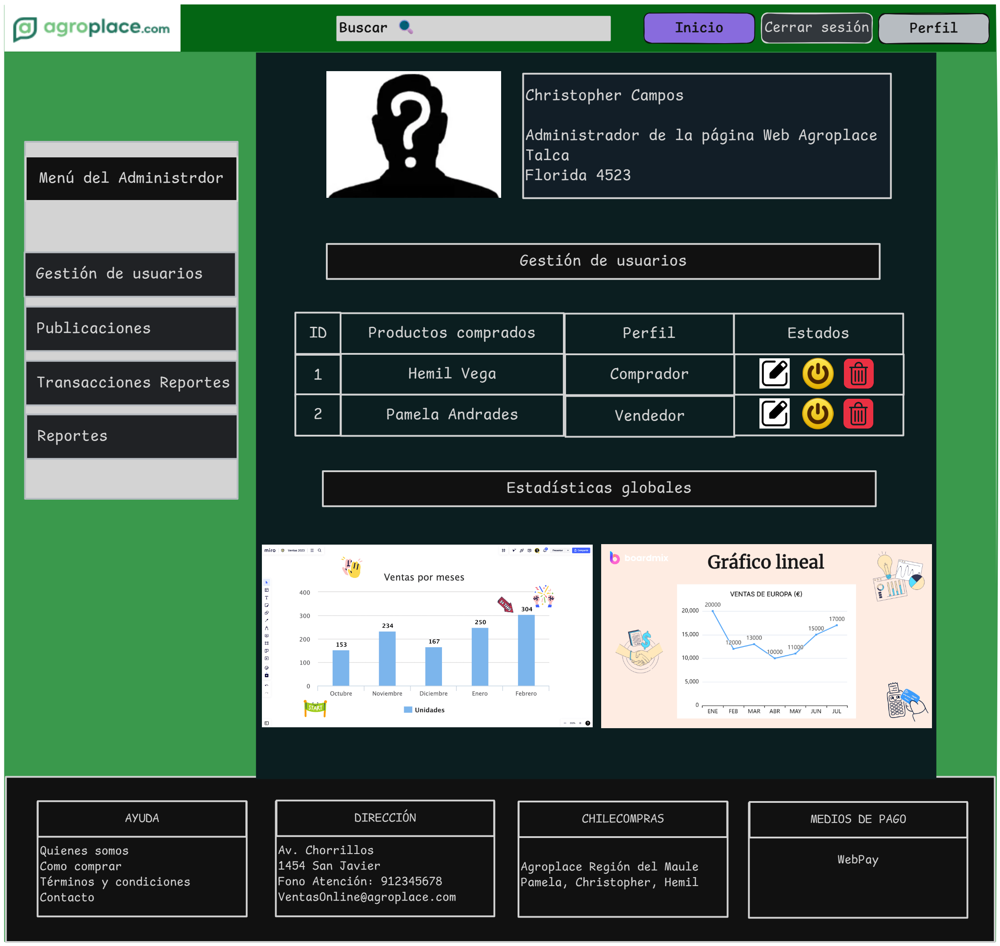 agroplace.com
Buscar
Inicio
Cerrar sesión
Perfil
Christopher Campos
Administrador de la página Web Agroplace
Talca
Florida 4523
Menú del Administrdor
Gestión de usuarios
Publicaciones
Transacciones Reportes
Reportes
Gestión de usuarios
ID Productos comprados Perfil Estados
1 Hemil Vega Comprador
2 Pamela Andrades Vendedor
Estadísticas globales
miro Ventas 2023
Presentar
Compartir
Ventas por meses
400
300
200
100
0
153
234
167
250
304
Octubre Noviembre Diciembre Enero Febrero
START
Unidades
boardmix
Gráfico lineal
VENTAS DE EUROPA (€)
20,000
15,000
10,000
5,000
0
20000
12000
13000
10000
11000
15000
17000
ENE FEB MAR ABR MAY JUN JUL
AYUDA
Quienes somos
Como comprar
Términos y condiciones
Contacto
DIRECCIÓN
Av. Chorrillos
1454 San Javier
Fono Atención: 912345678
VentasOnline@agroplace.com
CHILECOMPRAS
Agroplace Región del Maule
Pamela, Christopher, Hemil
MEDIOS DE PAGO
WebPay